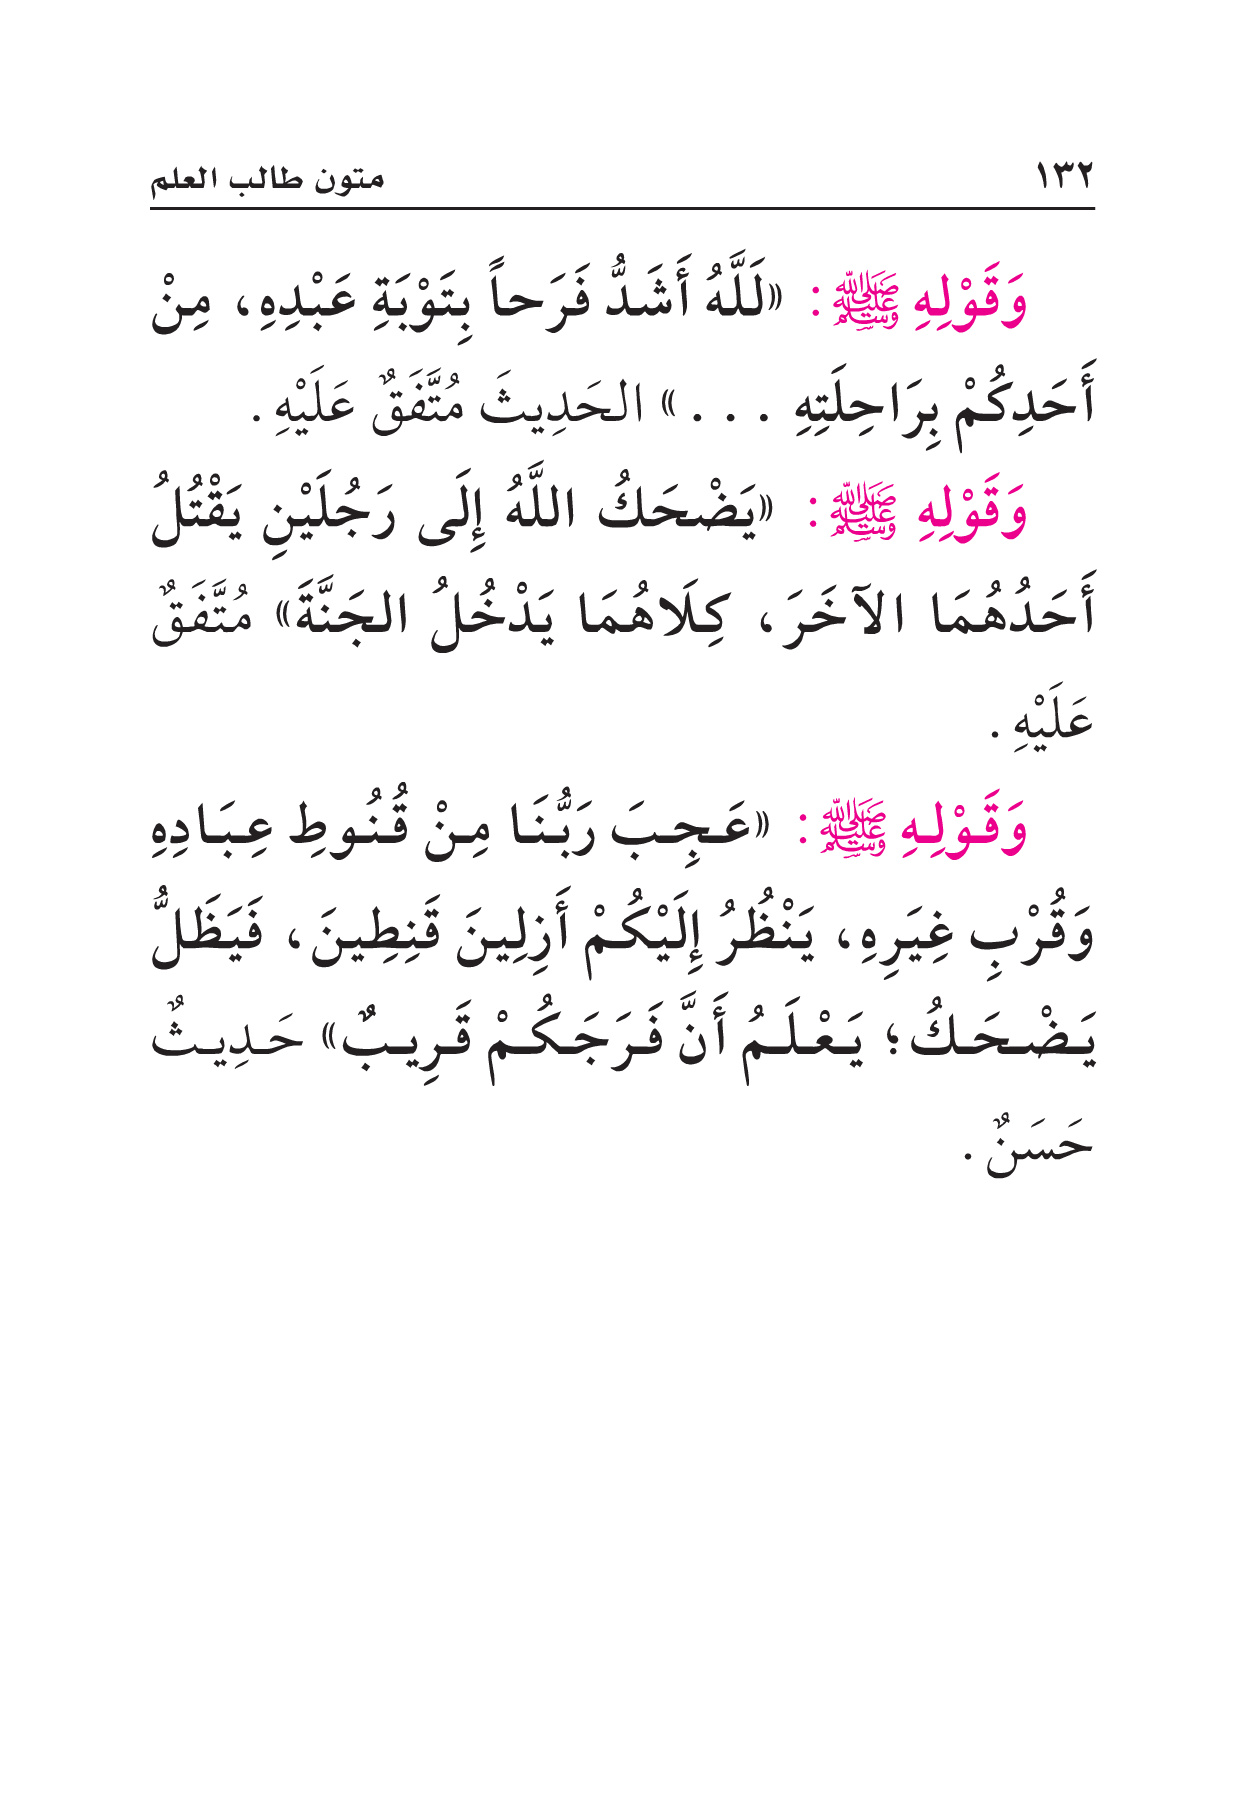 ١٣٢ متون طالب العلم
وَقَوْلِهِ ﷺ: «لَلَّهُ أَشَدُّ فَرَحاً بِتَوْبَةِ عَبْدِهِ، مِنْ
أَحَدِكُمْ بِرَاحِلَتِهِ . . .» الحَدِيثَ مُتَّفَقٌ عَلَيْهِ.
وَقَوْلِهِ ﷺ: «يَضْحَكُ اللَّهُ إِلَى رَجُلَيْنِ يَقْتُلُ
أَحَدُهُمَا الآخَرَ، كِلَاهُمَا يَدْخُلُ الجَنَّةَ» مُتَّفَقٌ
عَلَيْهِ.
وَقَوْلِهِ ﷺ: «عَجِبَ رَبُّنَا مِنْ قُنُوطِ عِبَادِهِ
وَقُرْبِ غِيَرِهِ، يَنْظُرُ إِلَيْكُمْ أَزِلِينَ قَنِطِينَ، فَيَظَلُّ
يَضْحَكُ؛ يَعْلَمُ أَنَّ فَرَجَكُمْ قَرِيبٌ» حَدِيثٌ
حَسَنٌ.